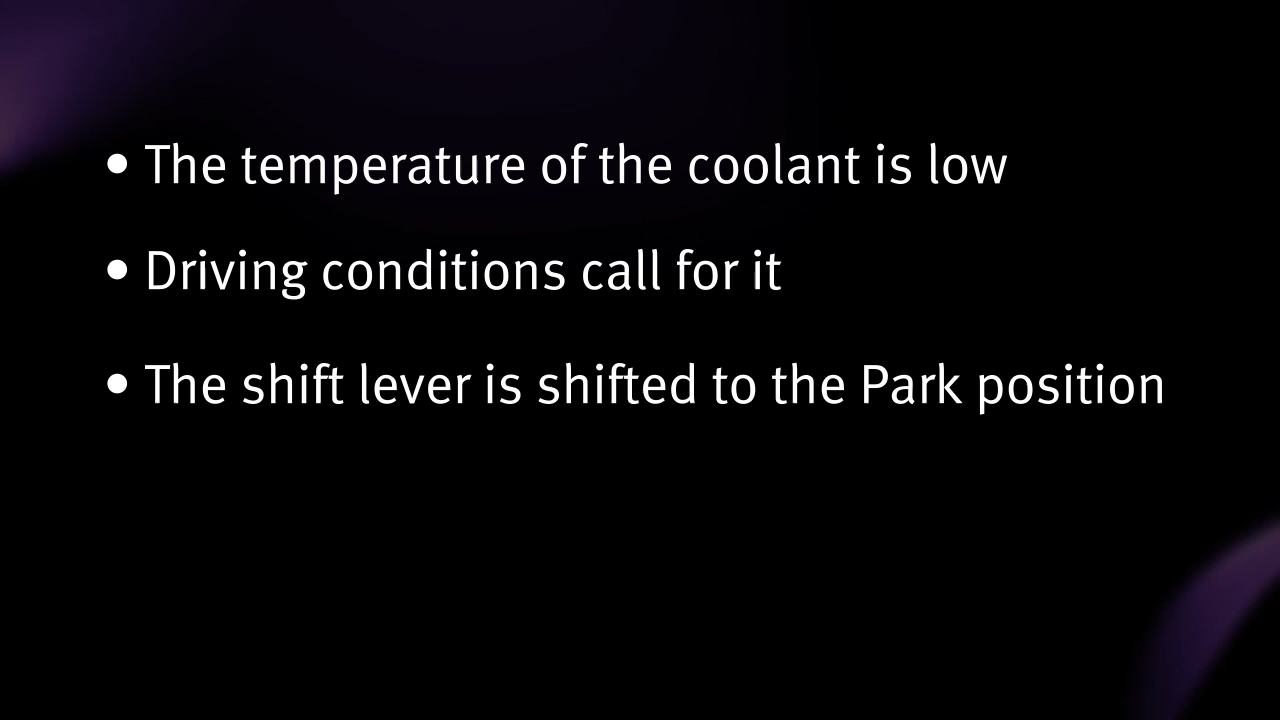 • The temperature of the coolant is low
• Driving conditions call for it
• The shift lever is shifted to the Park position